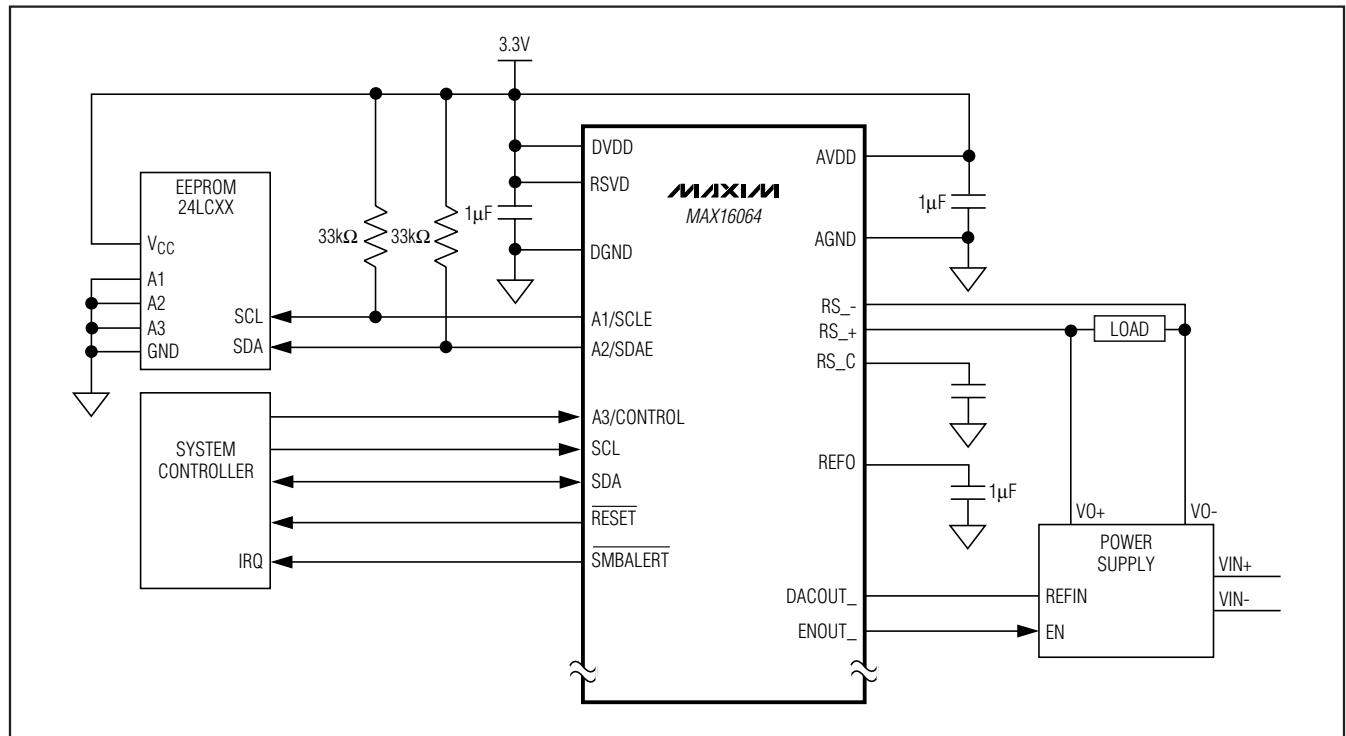 3.3V
EEPROM
24LCXX
VCC
A1
A2
A3
GND
SCL
SDA
33kΩ
33kΩ
1µF
DVDD
RSVD
DGND
A1/SCLE
A2/SDAE
A3/CONTROL
SCL
SDA
RESET
SMBALERT
MAXIM
MAX16064
AVDD
AGND
RS_-
RS_+
RS_C
REFO
DACOUT_
ENOUT_
1µF
LOAD
1µF
SYSTEM
CONTROLLER
IRQ
VO+
VO-
POWER
SUPPLY
REFIN
EN
VIN+
VIN-